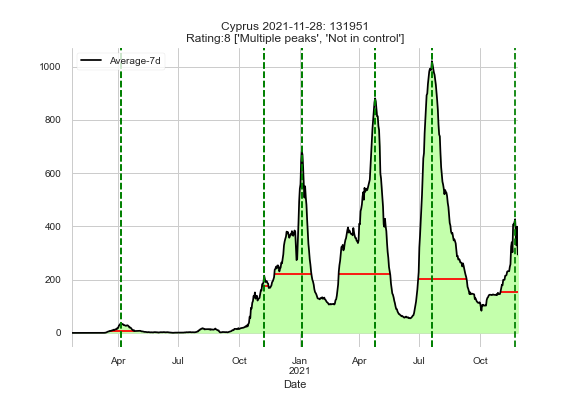 Cyprus 2021-11-28: 131951
Rating:8 ['Multiple peaks', 'Not in control']
Average-7d
1000
800
600
400
200
0
Apr
Jul
Oct
Jan
2021
Apr
Jul
Oct
Date